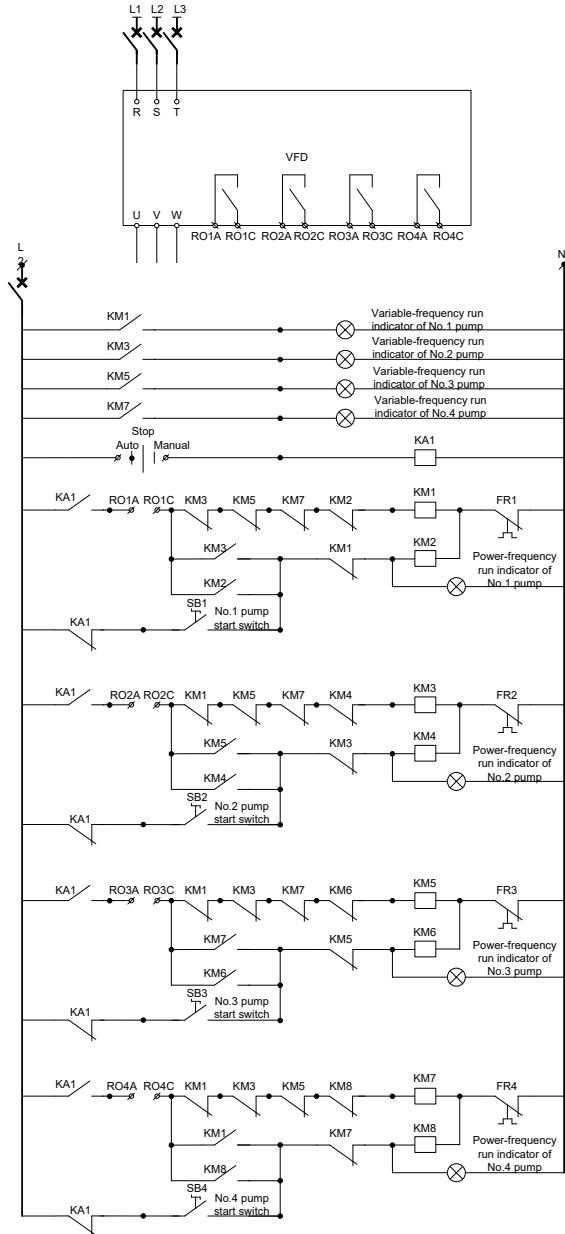 L1 L2 L3
R S T
VFD
U V W
RO1A RO1C RO2A RO2C RO3A RO3C RO4A RO4C
L
2
N
KM1
Variable-frequency run
indicator of No.1 pump
KM3
Variable-frequency run
indicator of No.2 pump
KM5
Variable-frequency run
indicator of No.3 pump
KM7
Variable-frequency run
indicator of No.4 pump
Stop
Auto Manual
KA1
KA1 RO1A RO1C KM3 KM5 KM7 KM2 KM1 FR1
KM3 KM1 KM2
Power-frequency
run indicator of
No.1 pump
KM2
SB1
No.1 pump
start switch
KA1
KA1 RO2A RO2C KM1 KM5 KM7 KM4 KM3 FR2
KM5 KM3 KM4
Power-frequency
run indicator of
No.2 pump
KM4
SB2
No.2 pump
start switch
KA1
KA1 RO3A RO3C KM1 KM3 KM7 KM6 KM5 FR3
KM7 KM5 KM6
Power-frequency
run indicator of
No.3 pump
KM6
SB3
No.3 pump
start switch
KA1
KA1 RO4A RO4C KM1 KM3 KM5 KM8 KM7 FR4
KM1 KM7 KM8
Power-frequency
run indicator of
No.4 pump
KM8
SB4
No.4 pump
start switch
KA1